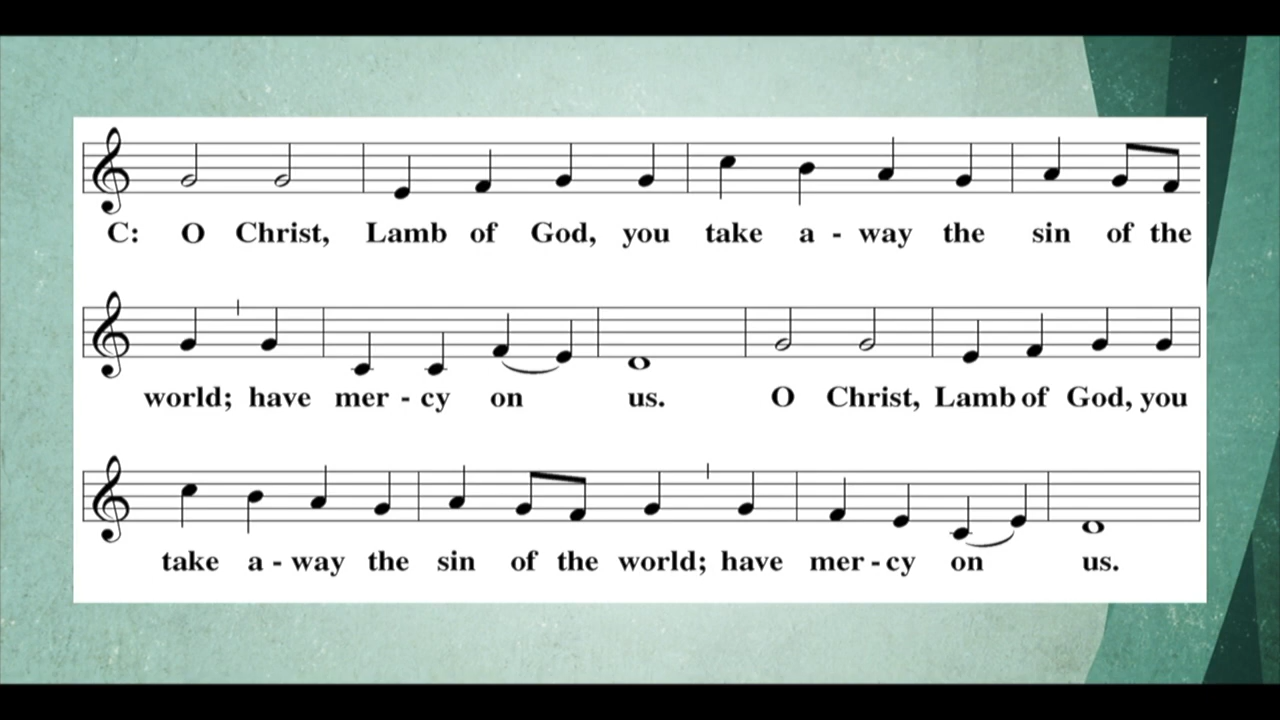 C: O Christ, Lamb of God, you take a - way the sin of the
world; have mer - cy on us. O Christ, Lamb of God, you
take a - way the sin of the world; have mer - cy on us.